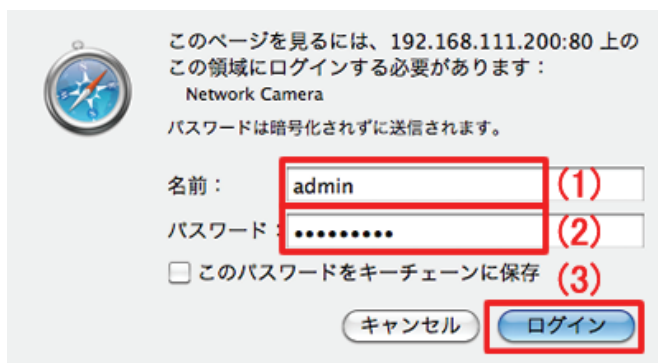 このページを見るには、192.168.111.200:80 上の
この領域にログインする必要があります：
Network Camera
パスワードは暗号化されずに送信されます。
名前： admin (1)
パスワード： ••••••••• (2)
このパスワードをキーチェーンに保存 (3)
キャンセル ログイン